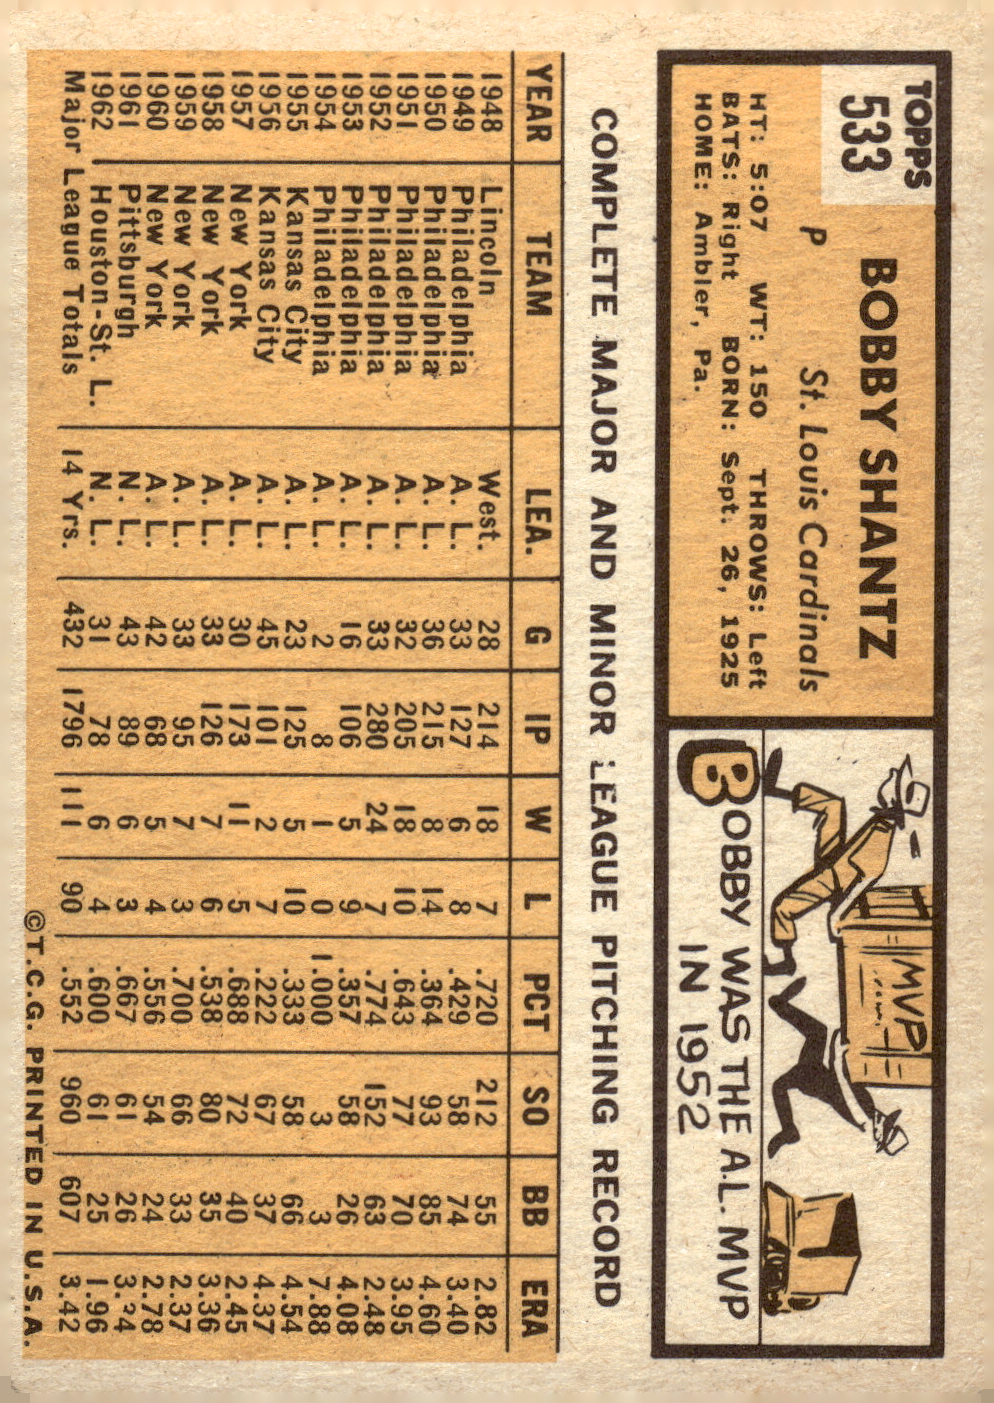 TOPPS
533
BOBBY SHANTZ
P St. Louis Cardinals
HT: 5:07 WT: 150 THROWS: Left
BATS: Right BORN: Sept. 26, 1925
HOME: Ambler, Pa.
MVP
BOBBY WAS THE A.L. MVP
IN 1952
COMPLETE MAJOR AND MINOR LEAGUE PITCHING RECORD
YEAR TEAM LEA. G IP W L PCT SO BB ERA
1948 Lincoln West. 28 214 18 7 .720 212 55 2.82
1949 Philadelphia A. L. 33 127 6 8 .429 58 74 3.40
1950 Philadelphia A. L. 36 215 8 14 .364 93 85 4.60
1951 Philadelphia A. L. 32 205 18 10 .643 77 70 3.95
1952 Philadelphia A. L. 33 280 24 7 .774 152 63 2.48
1953 Philadelphia A. L. 16 106 5 9 .357 58 26 4.08
1954 Philadelphia A. L. 2 8 1 0 1.000 3 3 7.88
1955 Kansas City A. L. 23 125 5 10 .333 58 66 4.54
1956 Kansas City A. L. 45 101 2 7 .222 67 37 4.37
1957 New York A. L. 30 173 11 5 .688 72 40 2.45
1958 New York A. L. 33 126 7 6 .538 80 35 3.36
1959 New York A. L. 33 95 7 3 .700 66 33 2.37
1960 New York A. L. 42 68 5 4 .556 54 24 2.78
1961 Pittsburgh N. L. 43 89 6 3 .667 61 26 3.34
1962 Houston-St. L. N. L. 31 78 6 4 .600 61 25 1.96
Major League Totals 14 Yrs. 432 1796 111 90 .552 960 607 3.42
©T.C.G. PRINTED IN U.S.A.